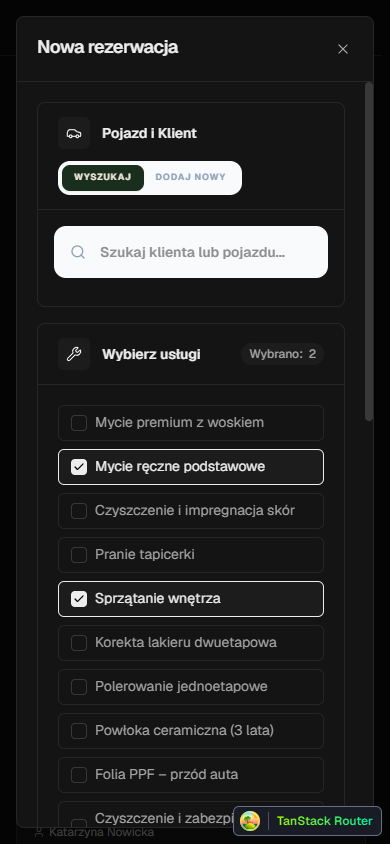 Nowa rezerwacja
Pojazd i Klient
WYSZUKAJ DODAJ NOWY
Szukaj klienta lub pojazdu...
Wybierz usługi Wybrano: 2
Mycie premium z woskiem
Mycie ręczne podstawowe
Czyszczenie i impregnacja skór
Pranie tapicerki
Sprzątanie wnętrza
Korekta lakieru dwuetapowa
Polerowanie jednoetapowe
Powłoka ceramiczna (3 lata)
Folia PPF – przód auta
Czyszczenie i
TanStack Router
Katarzyna Nowicka